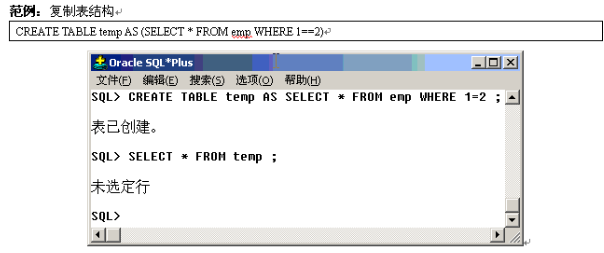 范例：复制表结构
CREATE TABLE temp AS (SELECT * FROM emp WHERE 1==2)
Oracle SQL*Plus
文件(F) 编辑(E) 搜索(S) 选项(O) 帮助(H)
SQL> CREATE TABLE temp AS SELECT * FROM emp WHERE 1=2 ;
表已创建。
SQL> SELECT * FROM temp ;
未选定行
SQL>